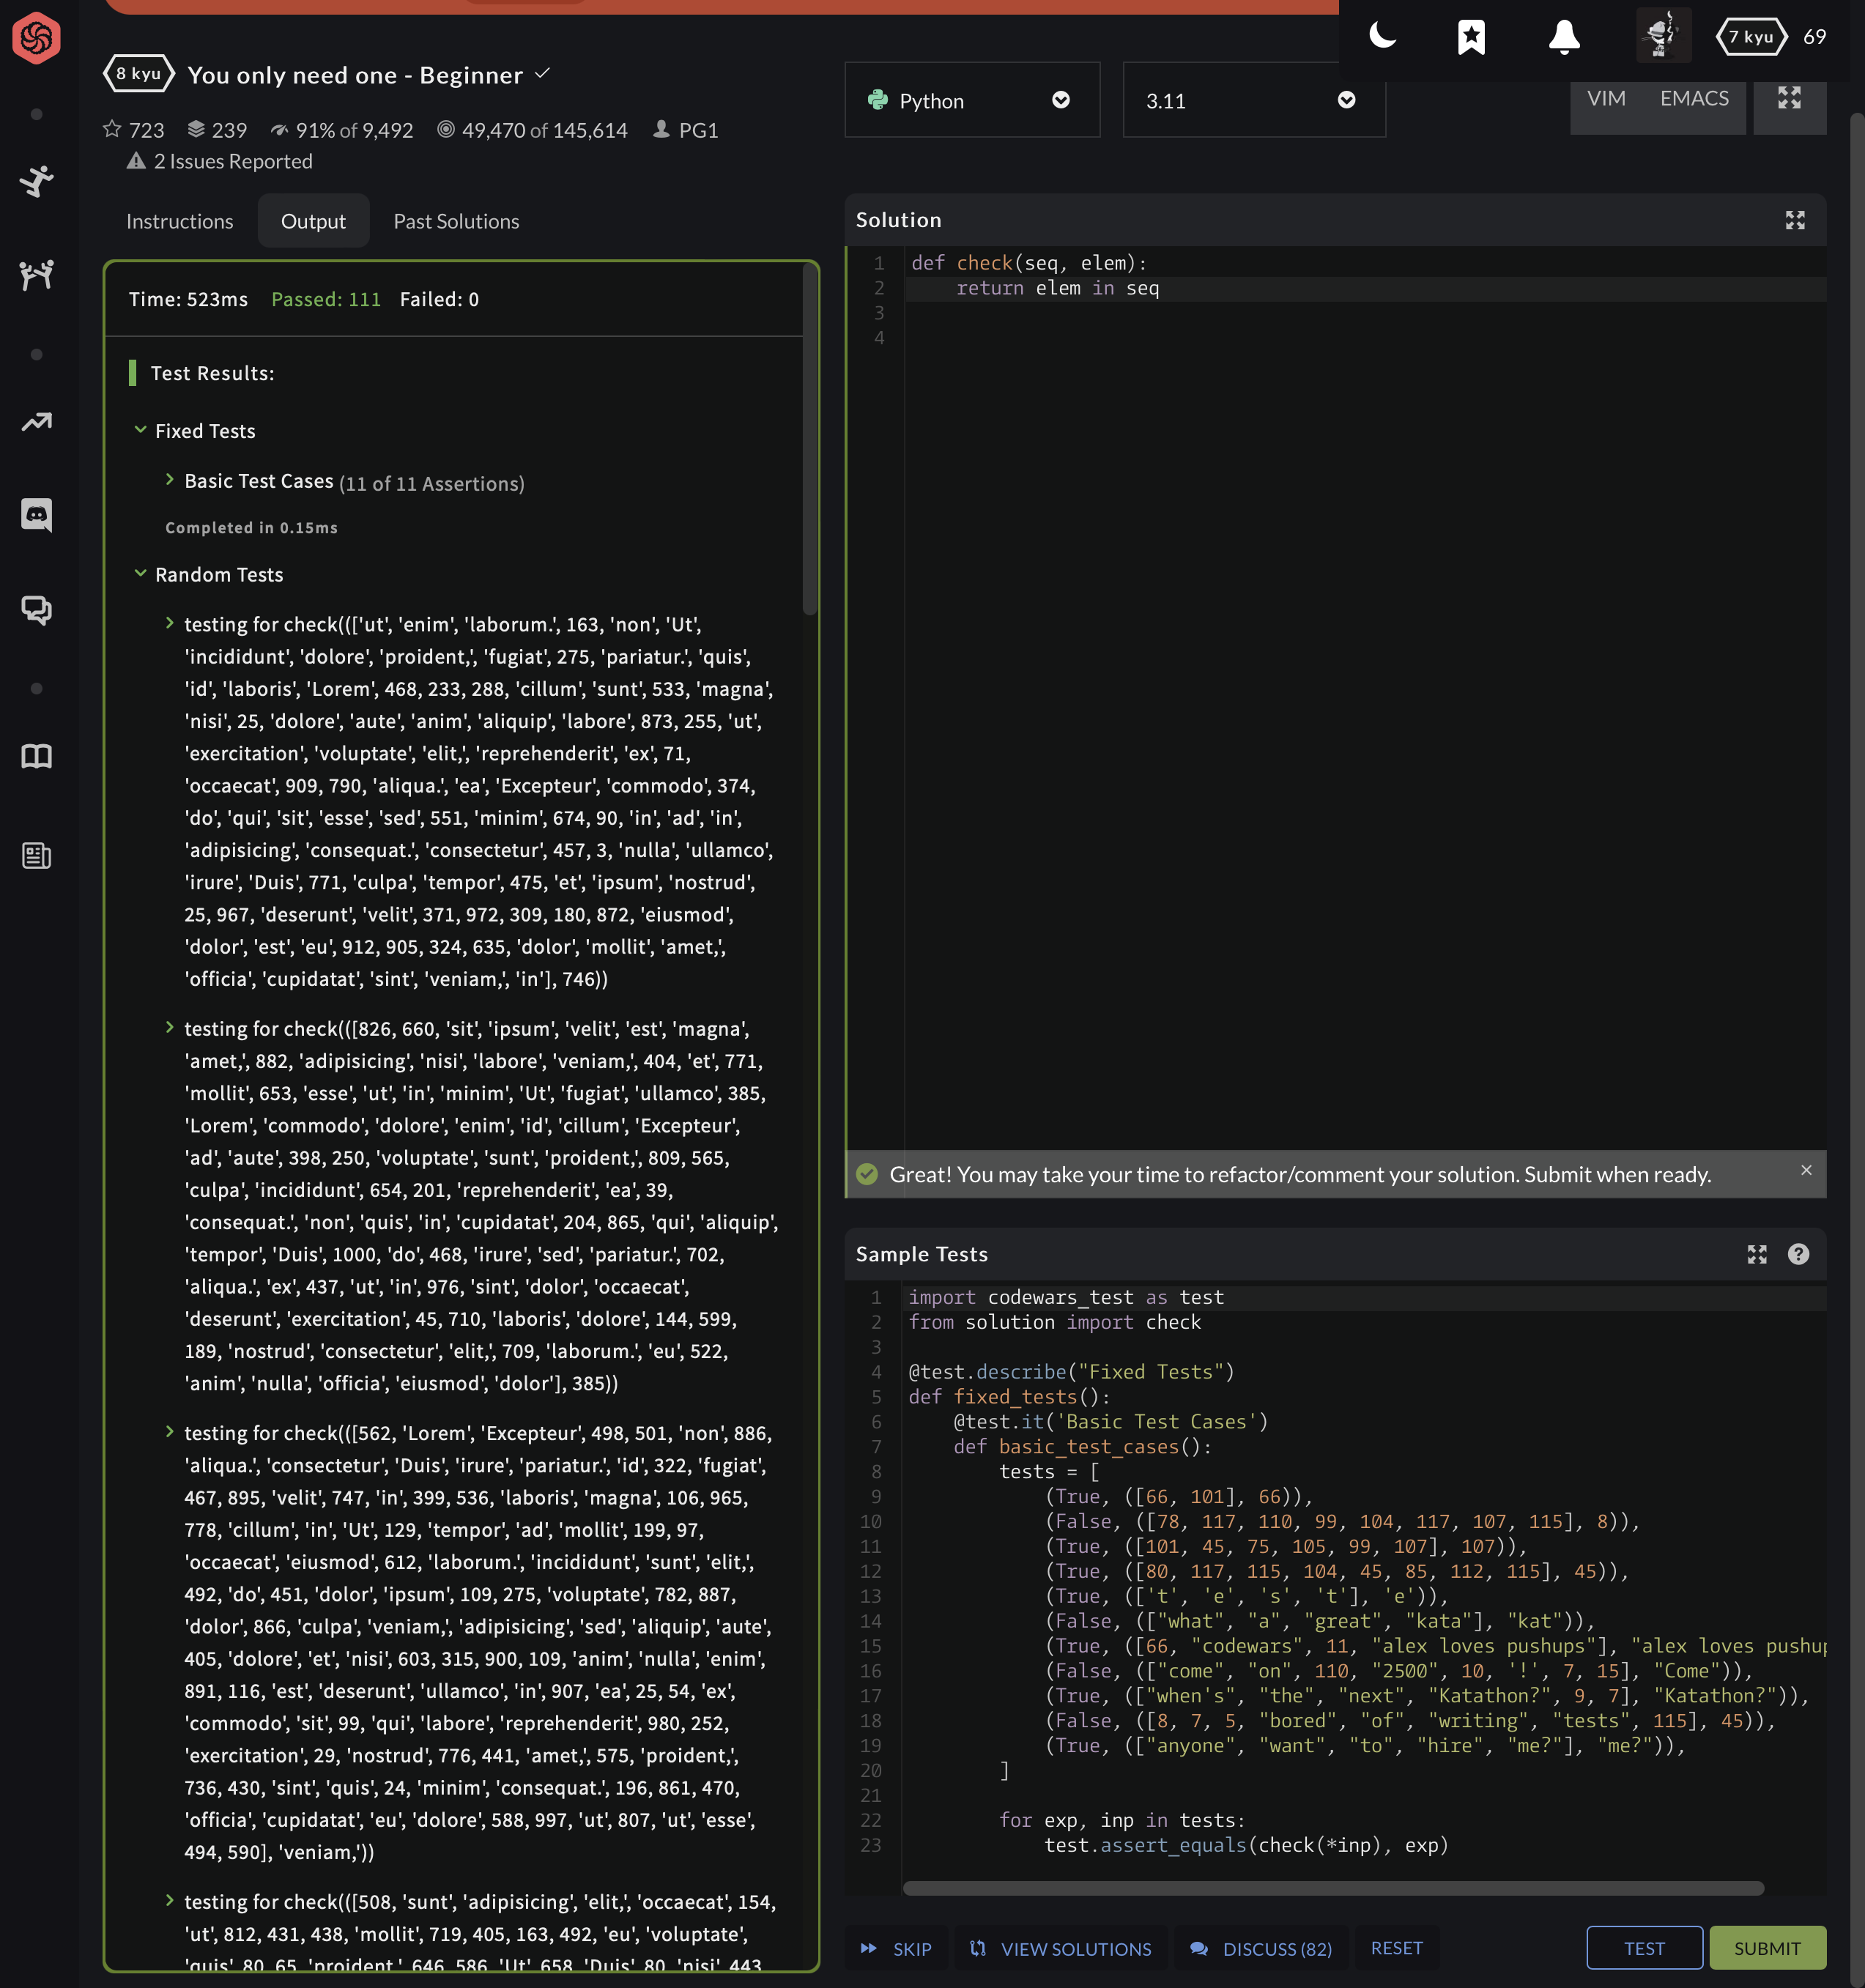 8 kyu You only need one - Beginner
723 239 91% of 9,492 49,470 of 145,614 PG1
2 Issues Reported
Instructions Output Past Solutions
Time: 523ms Passed: 111 Failed: 0
Test Results:
Fixed Tests
Basic Test Cases (11 of 11 Assertions)
Completed in 0.15ms
Random Tests
testing for check((['ut', 'enim', 'laborum.', 163, 'non', 'Ut',
'incididunt', 'dolore', 'proident,', 'fugiat', 275, 'pariatur.', 'quis',
'id', 'laboris', 'Lorem', 468, 233, 288, 'cillum', 'sunt', 533, 'magna',
'nisi', 25, 'dolore', 'aute', 'anim', 'aliquip', 'labore', 873, 255, 'ut',
'exercitation', 'voluptate', 'elit,', 'reprehenderit', 'ex', 71,
'occaecat', 909, 790, 'aliqua.', 'ea', 'Excepteur', 'commodo', 374,
'do', 'qui', 'sit', 'esse', 'sed', 551, 'minim', 674, 90, 'in', 'ad', 'in',
'adipisicing', 'consequat.', 'consectetur', 457, 3, 'nulla', 'ullamco',
'irure', 'Duis', 771, 'culpa', 'tempor', 475, 'et', 'ipsum', 'nostrud',
25, 967, 'deserunt', 'velit', 371, 972, 309, 180, 872, 'eiusmod',
'dolor', 'est', 'eu', 912, 905, 324, 635, 'dolor', 'mollit', 'amet,',
'officia', 'cupidatat', 'sint', 'veniam,', 'in'], 746))
testing for check(([826, 660, 'sit', 'ipsum', 'velit', 'est', 'magna',
'amet,', 882, 'adipisicing', 'nisi', 'labore', 'veniam,', 404, 'et', 771,
'mollit', 653, 'esse', 'ut', 'in', 'minim', 'Ut', 'fugiat', 'ullamco', 385,
'Lorem', 'commodo', 'dolore', 'enim', 'id', 'cillum', 'Excepteur',
'ad', 'aute', 398, 250, 'voluptate', 'sunt', 'proident,', 809, 565,
'culpa', 'incididunt', 654, 201, 'reprehenderit', 'ea', 39,
'consequat.', 'non', 'quis', 'in', 'cupidatat', 204, 865, 'qui', 'aliquip',
'tempor', 'Duis', 1000, 'do', 468, 'irure', 'sed', 'pariatur.', 702,
'aliqua.', 'ex', 437, 'ut', 'in', 976, 'sint', 'dolor', 'occaecat',
'deserunt', 'exercitation', 45, 710, 'laboris', 'dolore', 144, 599,
189, 'nostrud', 'consectetur', 'elit,', 709, 'laborum.', 'eu', 522,
'anim', 'nulla', 'officia', 'eiusmod', 'dolor'], 385))
testing for check(([562, 'Lorem', 'Excepteur', 498, 501, 'non', 886,
'aliqua.', 'consectetur', 'Duis', 'irure', 'pariatur.', 'id', 322, 'fugiat',
467, 895, 'velit', 747, 'in', 399, 536, 'laboris', 'magna', 106, 965,
778, 'cillum', 'in', 'Ut', 129, 'tempor', 'ad', 'mollit', 199, 97,
'occaecat', 'eiusmod', 612, 'laborum.', 'incididunt', 'sunt', 'elit,',
492, 'do', 451, 'dolor', 'ipsum', 109, 275, 'voluptate', 782, 887,
'dolor', 866, 'culpa', 'veniam,', 'adipisicing', 'sed', 'aliquip', 'aute',
405, 'dolore', 'et', 'nisi', 603, 315, 900, 109, 'anim', 'nulla', 'enim',
891, 116, 'est', 'deserunt', 'ullamco', 'in', 907, 'ea', 25, 54, 'ex',
'commodo', 'sit', 99, 'qui', 'labore', 'reprehenderit', 980, 252,
'exercitation', 29, 'nostrud', 776, 441, 'amet,', 575, 'proident,',
736, 430, 'sint', 'quis', 24, 'minim', 'consequat.', 196, 861, 470,
'officia', 'cupidatat', 'eu', 'dolore', 588, 997, 'ut', 807, 'ut', 'esse',
494, 590], 'veniam,'))
testing for check(([508, 'sunt', 'adipisicing', 'elit,', 'occaecat', 154,
'ut', 812, 431, 438, 'mollit', 719, 405, 163, 492, 'eu', 'voluptate',
'quis', 80, 65, 'proident,', 646, 586, 'Ut', 658, 'Duis', 80, 'nisi', 443,
7 kyu 69
Python 3.11 VIM EMACS
Solution
1 def check(seq, elem):
2 return elem in seq
3
4
Great! You may take your time to refactor/comment your solution. Submit when ready.
Sample Tests
1 import codewars_test as test
2 from solution import check
3
4 @test.describe("Fixed Tests")
5 def fixed_tests():
6 @test.it('Basic Test Cases')
7 def basic_test_cases():
8 tests = [
9 (True, ([66, 101], 66)),
10 (False, ([78, 117, 110, 99, 104, 117, 107, 115], 8)),
11 (True, ([101, 45, 75, 105, 99, 107], 107)),
12 (True, ([80, 117, 115, 104, 45, 85, 112, 115], 45)),
13 (True, (['t', 'e', 's', 't'], 'e')),
14 (False, (["what", "a", "great", "kata"], "kat")),
15 (True, ([66, "codewars", 11, "alex loves pushups"], "alex loves pushup
16 (False, (["come", "on", 110, "2500", 10, '!', 7, 15], "Come")),
17 (True, (["when's", "the", "next", "Katathon?", 9, 7], "Katathon?")),
18 (False, ([8, 7, 5, "bored", "of", "writing", "tests", 115], 45)),
19 (True, (["anyone", "want", "to", "hire", "me?"], "me?")),
20 ]
21
22 for exp, inp in tests:
23 test.assert_equals(check(*inp), exp)
SKIP VIEW SOLUTIONS DISCUSS (82) RESET TEST SUBMIT